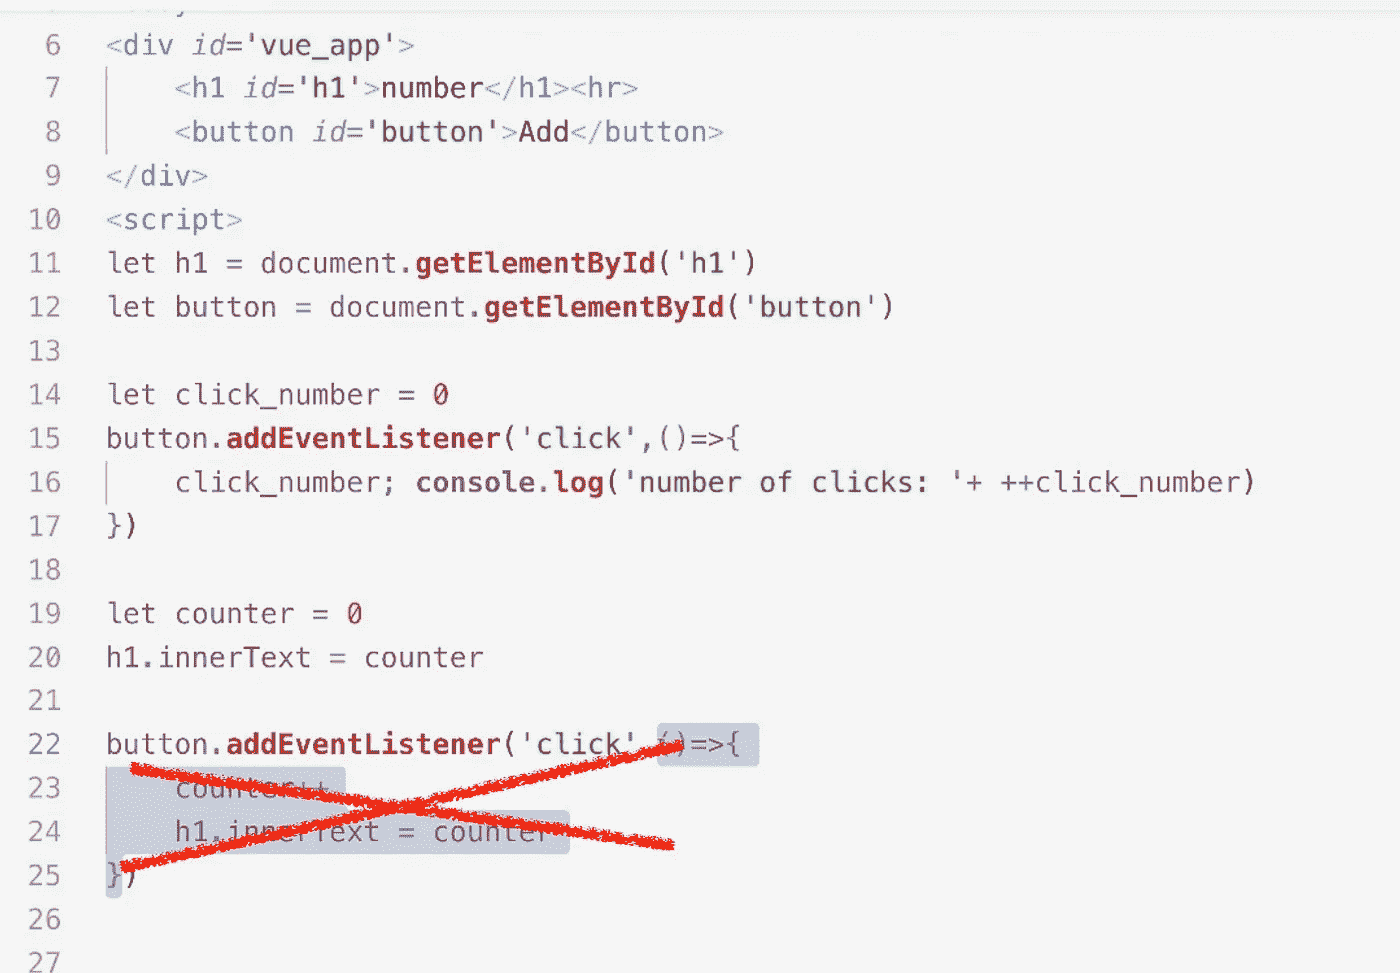 6 <div id='vue_app'>
7 <h1 id='h1'>number</h1><hr>
8 <button id='button'>Add</button>
9 </div>
10 <script>
11 let h1 = document.getElementById('h1')
12 let button = document.getElementById('button')
13
14 let click_number = 0
15 button.addEventListener('click',()=>{
16 click_number; console.log('number of clicks: '+ ++click_number)
17 })
18
19 let counter = 0
20 h1.innerText = counter
21
22 button.addEventListener('click' ()=>{
23 counter++
24 h1.innerText = counter
25 })
26
27